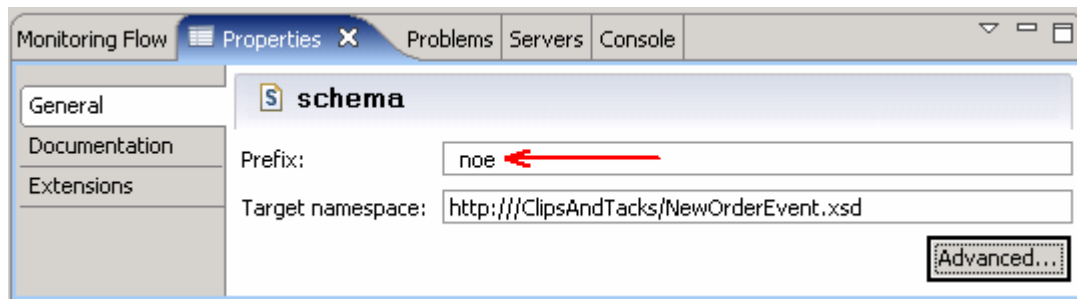 Monitoring Flow Properties Problems Servers Console
General
schema
Documentation
Prefix: noe
Extensions
Target namespace: http:///ClipsAndTacks/NewOrderEvent.xsd
Advanced...